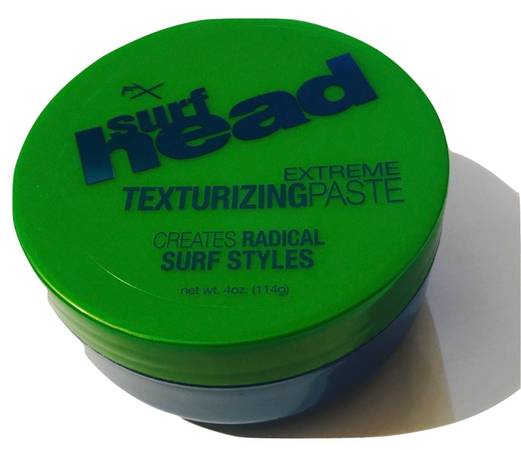 FX
surf
head
EXTREME
TEXTURIZINGPASTE
CREATES RADICAL
SURF STYLES
net wt. 4oz. (114g)